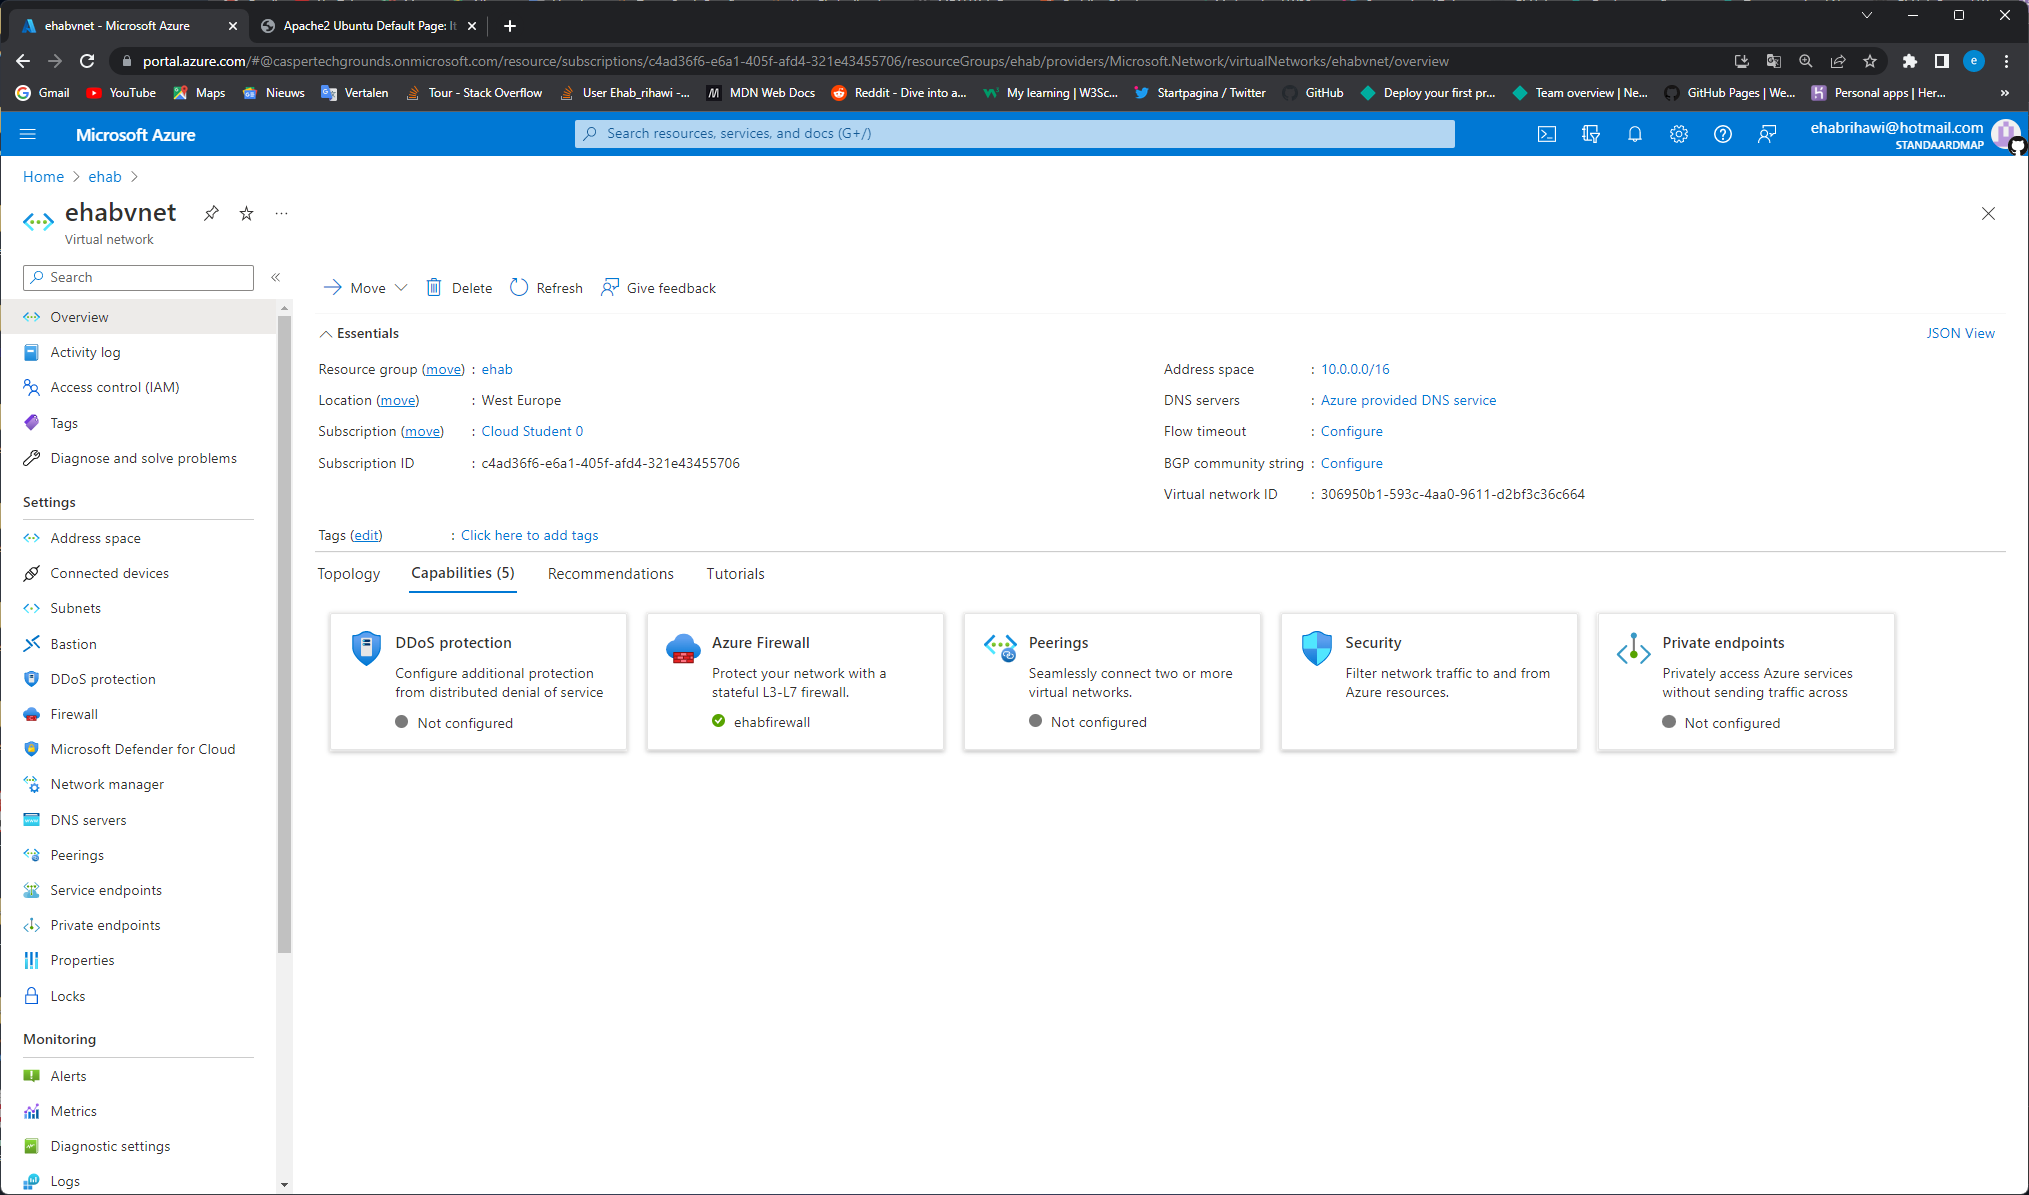 ehabvnet - Microsoft Azure
Apache2 Ubuntu Default Page: It
portal.azure.com/#@caspertechgrounds.onmicrosoft.com/resource/subscriptions/c4ad36f6-e6a1-405f-afd4-321e43455706/resourceGroups/ehab/providers/Microsoft.Network/virtualNetworks/ehabvnet/overview
e
Gmail
YouTube
Maps
Nieuws
Vertalen
Tour - Stack Overflow
User Ehab_rihawi -...
MDN Web Docs
Reddit - Dive into a...
My learning | W3Sc...
Startpagina / Twitter
GitHub
Deploy your first pr...
Team overview | Ne...
GitHub Pages | We...
Personal apps | Her...
»
Microsoft Azure
Search resources, services, and docs (G+/)
ehabrihawi@hotmail.com
STANDAARDMAP
Home > ehab >
ehabvnet
Virtual network
Search
«
Overview
Activity log
Access control (IAM)
Tags
Diagnose and solve problems
Settings
Address space
Connected devices
Subnets
Bastion
DDoS protection
Firewall
Microsoft Defender for Cloud
Network manager
DNS servers
Peerings
Service endpoints
Private endpoints
Properties
Locks
Monitoring
Alerts
Metrics
Diagnostic settings
Logs
Move
Delete
Refresh
Give feedback
Essentials
JSON View
Resource group (move) : ehab
Location (move) : West Europe
Subscription (move) : Cloud Student 0
Subscription ID : c4ad36f6-e6a1-405f-afd4-321e43455706
Address space : 10.0.0.0/16
DNS servers : Azure provided DNS service
Flow timeout : Configure
BGP community string : Configure
Virtual network ID : 306950b1-593c-4aa0-9611-d2bf3c36c664
Tags (edit) : Click here to add tags
Topology
Capabilities (5)
Recommendations
Tutorials
DDoS protection
Configure additional protection
from distributed denial of service
Not configured
Azure Firewall
Protect your network with a
stateful L3-L7 firewall.
ehabfirewall
Peerings
Seamlessly connect two or more
virtual networks.
Not configured
Security
Filter network traffic to and from
Azure resources.
Private endpoints
Privately access Azure services
without sending traffic across
Not configured